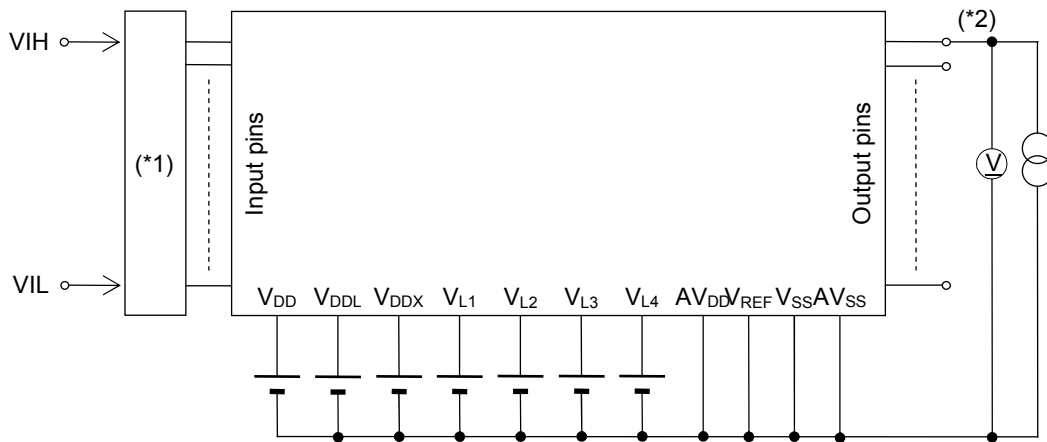 VIH
(*2)
(*1)
Input pins
Output pins
V
VIL
VDD VDDL VDDX VL1 VL2 VL3 VL4 AVDD VREF VSS AVSS